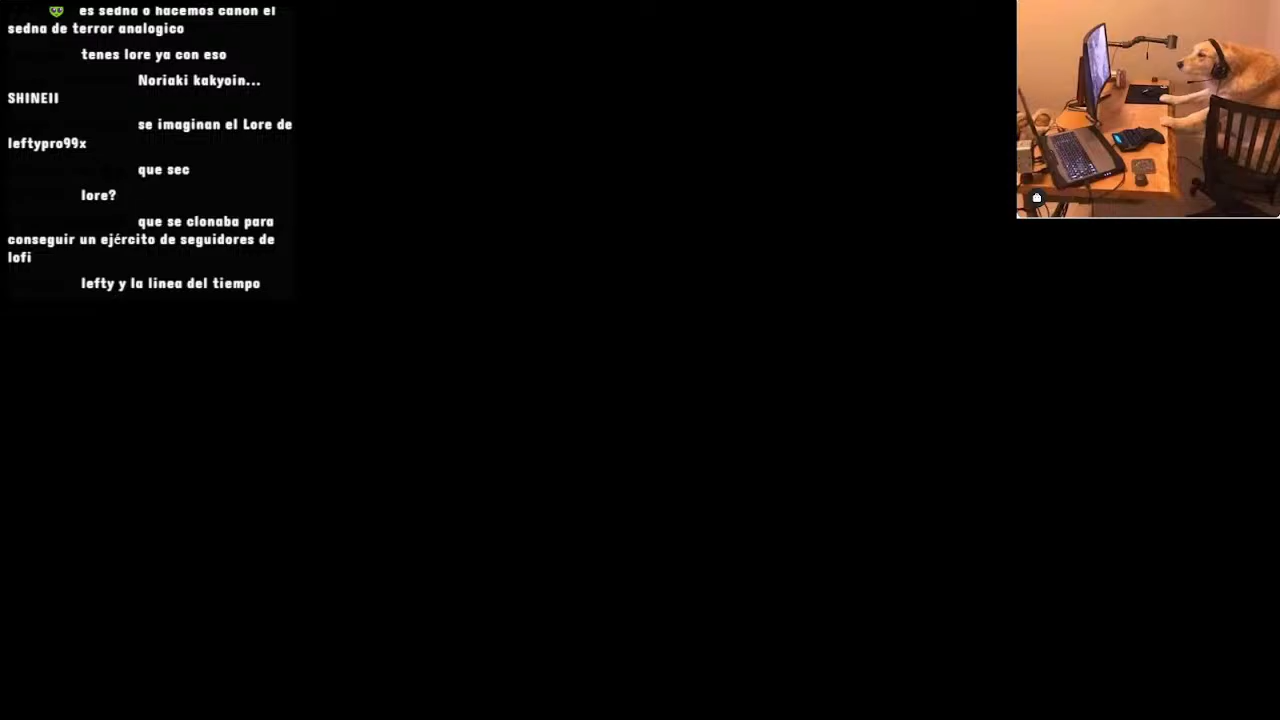 es sedna o hacemos canon el
sedna de terror analogico
tenes lore ya con eso
Noriaki kakyoin...
SHINEII
se imaginan el Lore de
leftypro99x
que sec
lore?
que se clonaba para
conseguir un ejército de seguidores de
lofi
lefty y la linea del tiempo